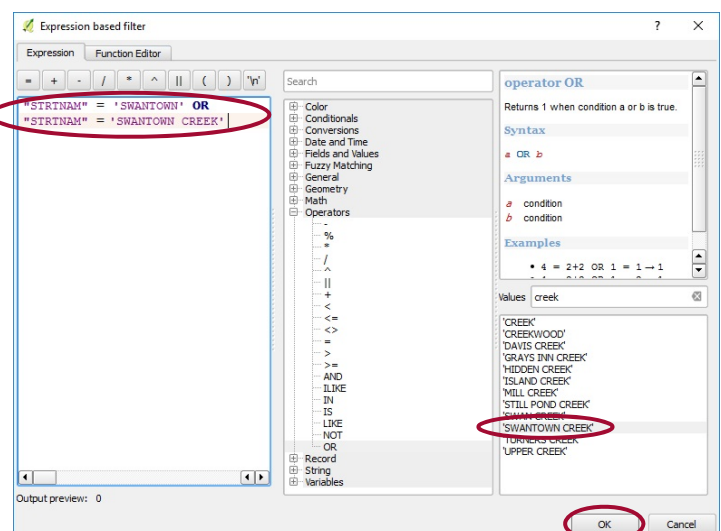 Expression based filter
? ×
Expression Function Editor
= + - / * ^ || ( ) '\n'
"STRTNAM" = 'SWANTOWN' OR
"STRTNAM" = 'SWANTOWN CREEK'
Output preview: 0
Search
Color
Conditionals
Conversions
Date and Time
Fields and Values
Fuzzy Matching
General
Geometry
Math
Operators
-
%
*
/
^
||
+
<
<=
<>
=
>
>=
AND
ILIKE
IN
IS
LIKE
NOT
OR
Record
String
Variables
operator OR
Returns 1 when condition a or b is true.
Syntax
a OR b
Arguments
a condition
b condition
Examples
• 4 = 2+2 OR 1 = 1 → 1
Values creek
'CREEK'
'CREEKWOOD'
'DAVIS CREEK'
'GRAYS INN CREEK'
'HIDDEN CREEK'
'ISLAND CREEK'
'MILL CREEK'
'STILL POND CREEK'
'SWAN CREEK'
'SWANTOWN CREEK'
'TURNERS CREEK'
'UPPER CREEK'
OK Cancel